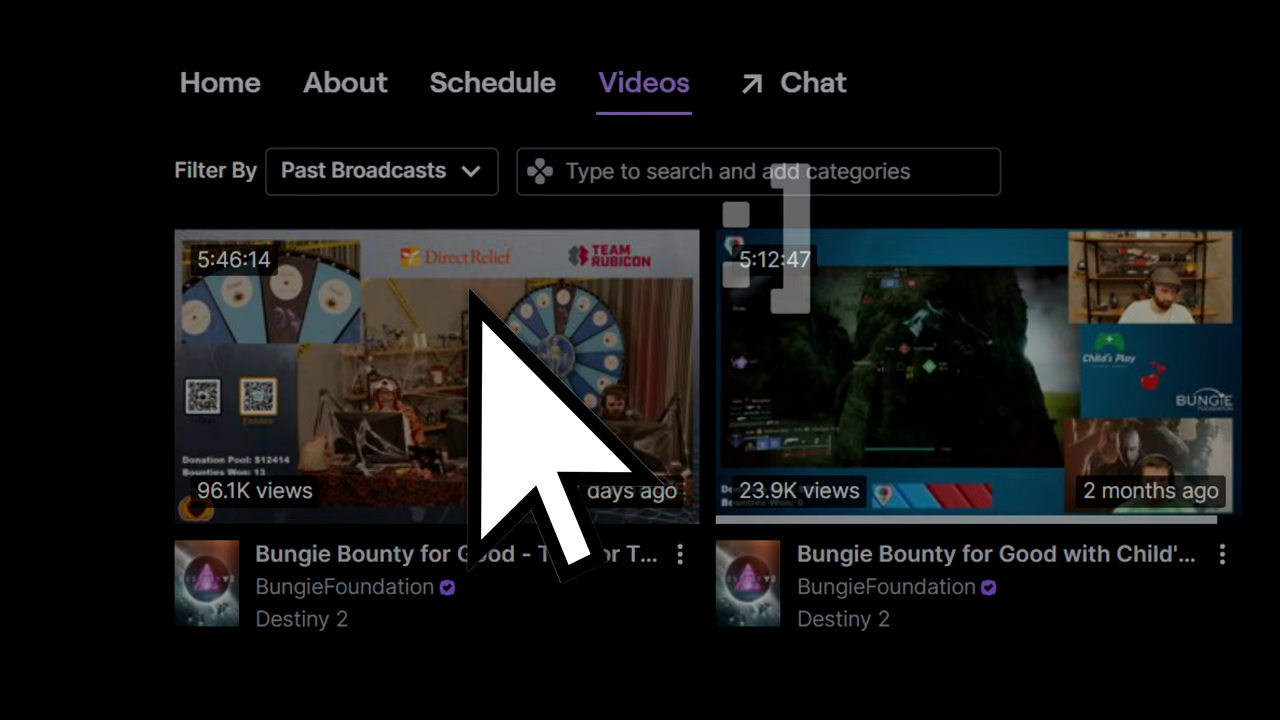 Home About Schedule Videos Chat
Filter By Past Broadcasts Type to search and add categories
:]
5:46:14 DirectRelief TEAM RUBICON
5:12:47
Child's Play
BUNGIE
FOUNDATION
Donation Pool: $12414
Bounties Won: 13
96.1K views days ago
23.9K views 2 months ago
Bungie Bounty for Good - T or T...
BungieFoundation
Destiny 2
Bungie Bounty for Good with Child'...
BungieFoundation
Destiny 2